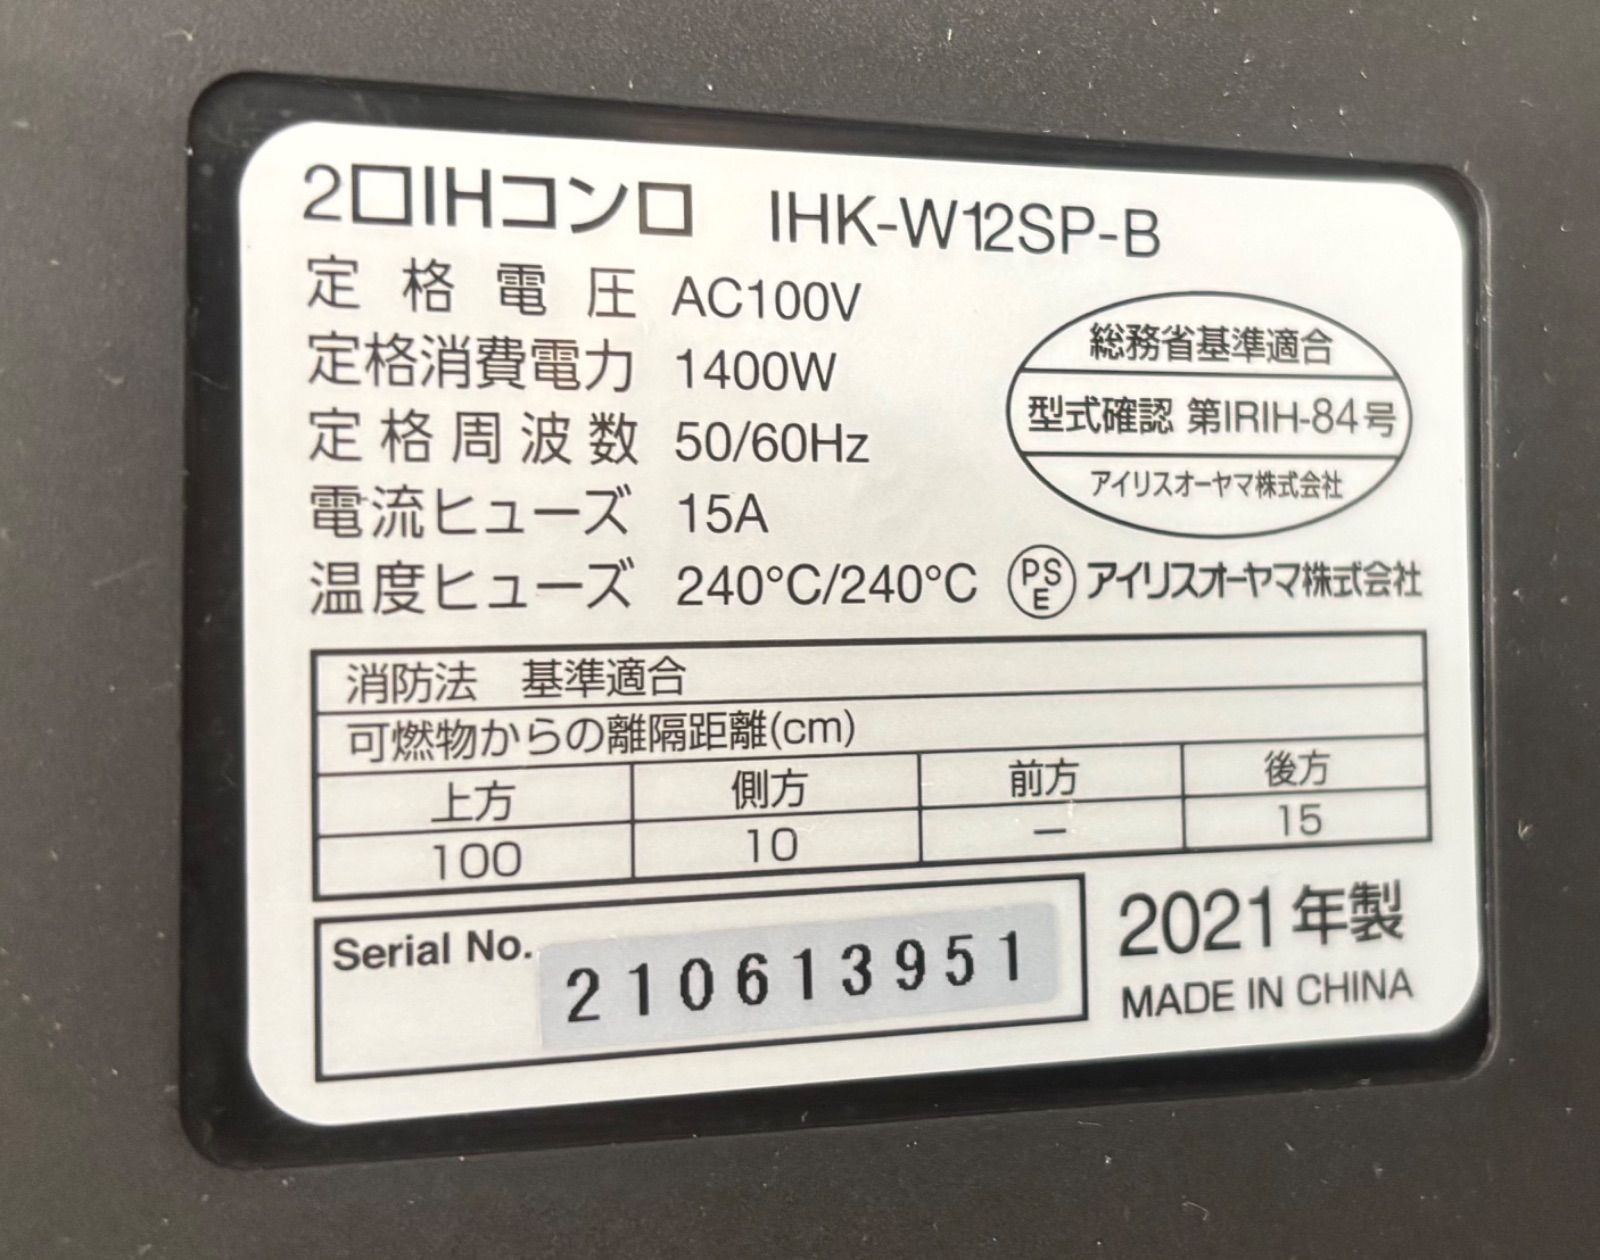 2口IHコンロ IHK-W12SP-B
定格電圧 AC100V
定格消費電力 1400W
定格周波数 50/60Hz
電流ヒューズ 15A
温度ヒューズ 240°C/240°C
総務省基準適合
型式確認 第IRIH-84号
アイリスオーヤマ株式会社
PSE アイリスオーヤマ株式会社
消防法 基準適合
可燃物からの離隔距離(cm)
上方 側方 前方 後方
100 10 ー 15
Serial No. 210613951
2021年製
MADE IN CHINA